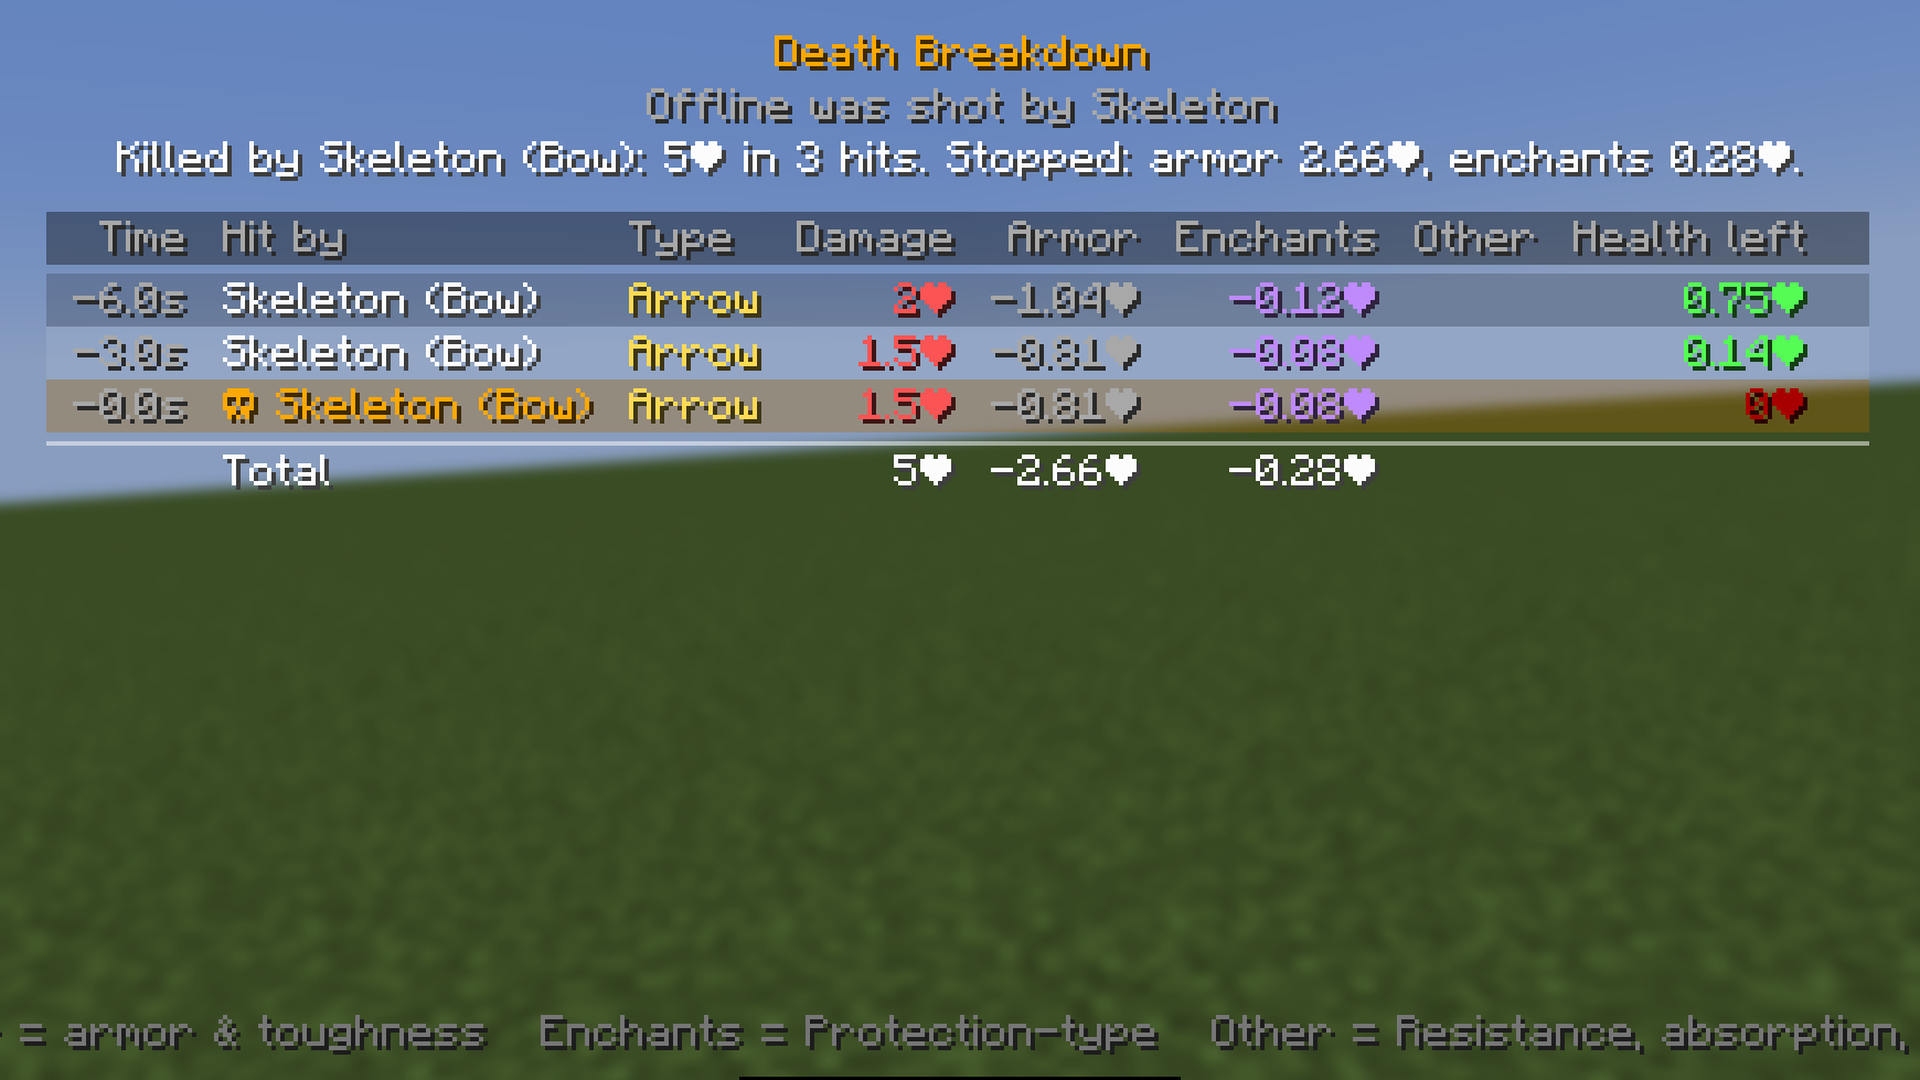 Death Breakdown
Offline was shot by Skeleton
Killed by Skeleton (Bow): 5♥ in 3 hits. Stopped: armor 2.66♥, enchants 0.28♥.
Time Hit by Type Damage Armor Enchants Other Health left
-6.0s Skeleton (Bow) Arrow 2♥ -1.04♥ -0.12♥ 0.75♥
-3.0s Skeleton (Bow) Arrow 1.5♥ -0.81♥ -0.08♥ 0.14♥
-0.0s ☠ Skeleton (Bow) Arrow 1.5♥ -0.81♥ -0.08♥ 0♥
Total 5♥ -2.66♥ -0.28♥
= armor & toughness Enchants = Protection-type Other = Resistance, absorption,